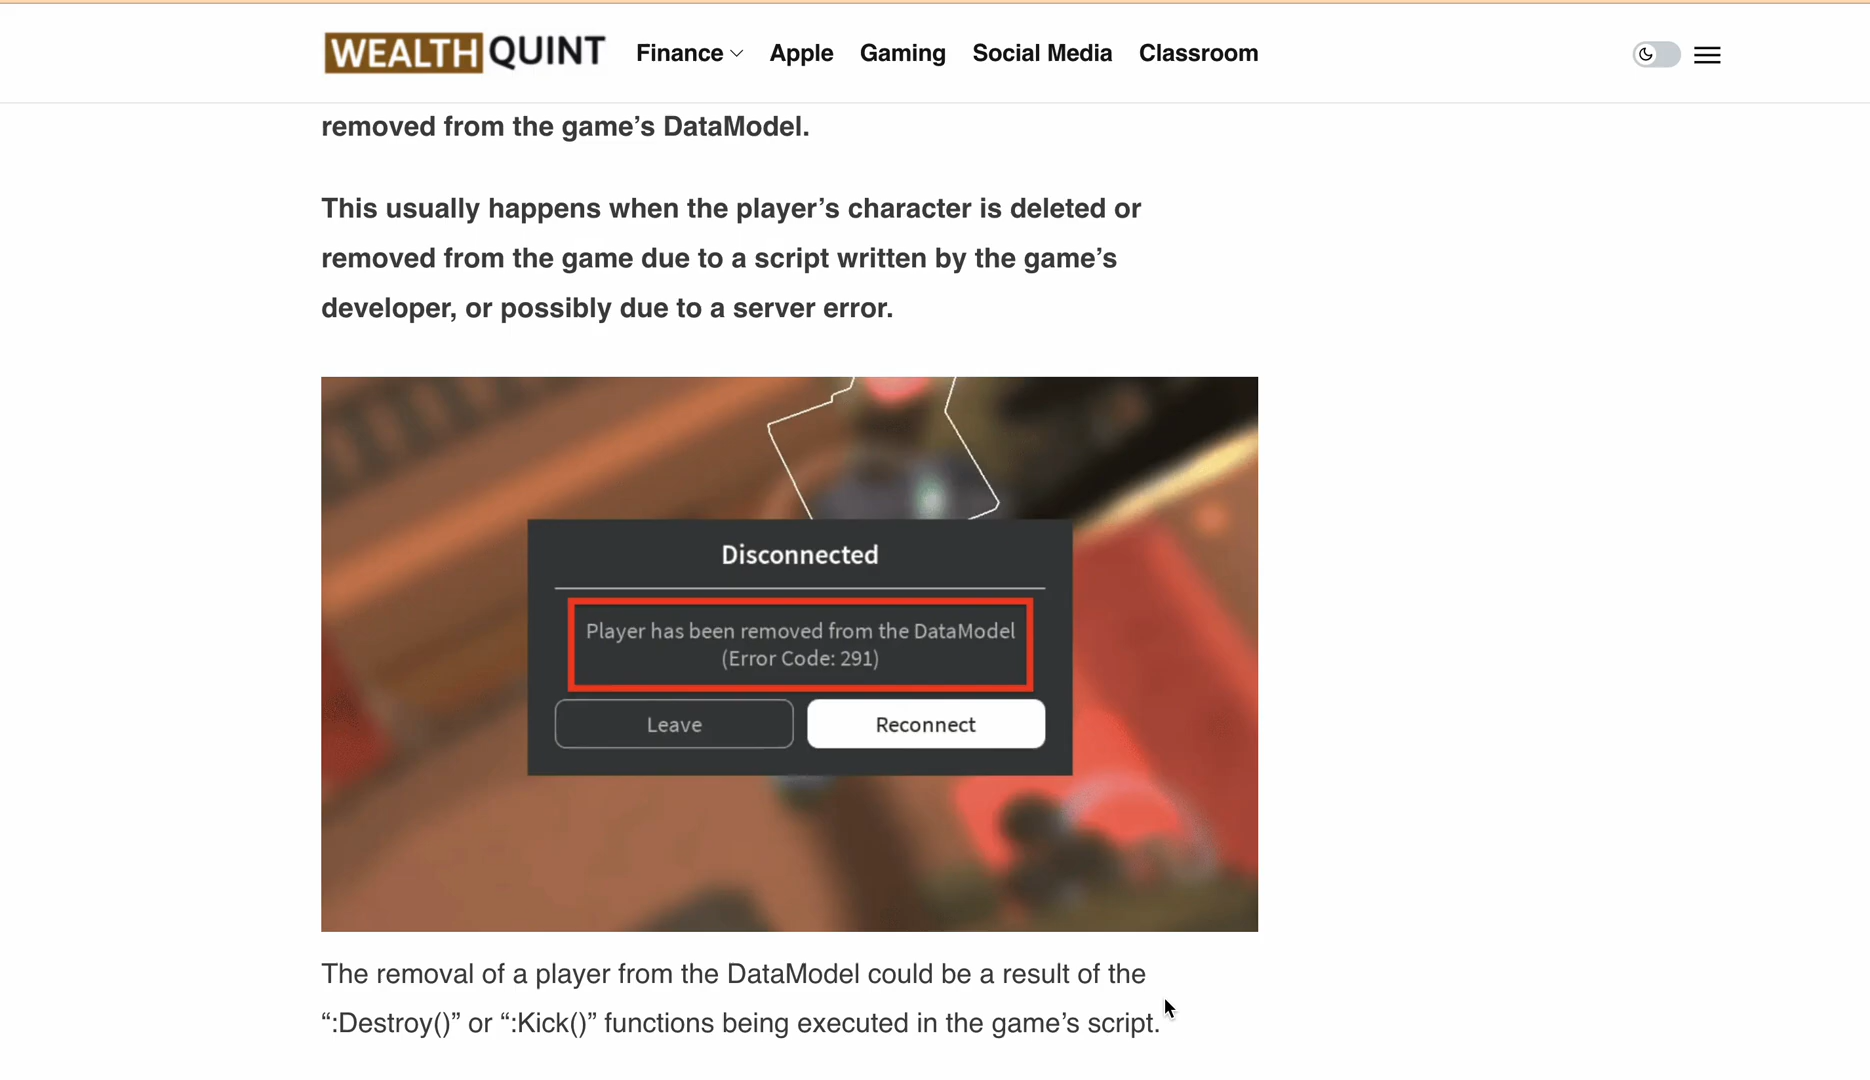 WEALTH QUINT Finance Apple Gaming Social Media Classroom
removed from the game’s DataModel.
This usually happens when the player’s character is deleted or
removed from the game due to a script written by the game’s
developer, or possibly due to a server error.
Disconnected
Player has been removed from the DataModel
(Error Code: 291)
Leave Reconnect
The removal of a player from the DataModel could be a result of the
“:Destroy()” or “:Kick()” functions being executed in the game’s script.